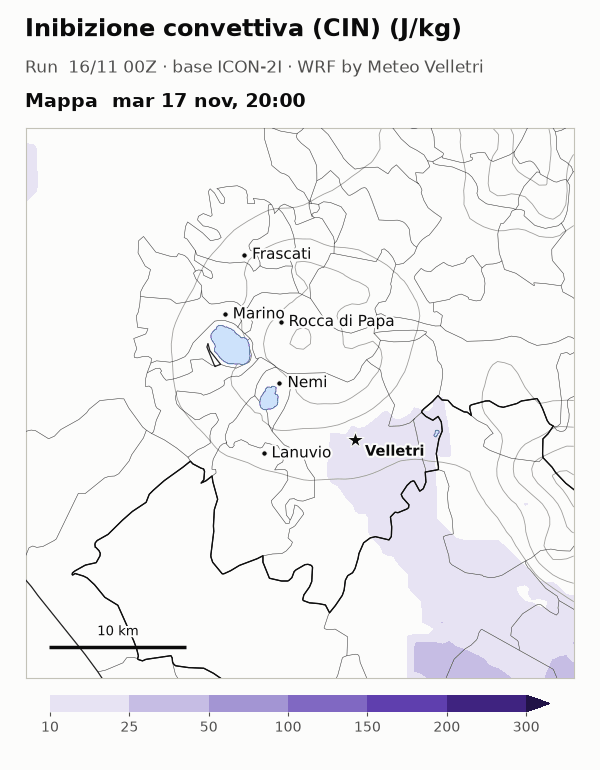 Inibizione convettiva (CIN) (J/kg)
Run  16/11 00Z · base ICON-2I · WRF by Meteo Velletri
Mappa  mar 17 nov, 20:00
Frascati
Marino
Rocca di Papa
Nemi
Velletri
Lanuvio
10 km
10 25 50 100 150 200 300